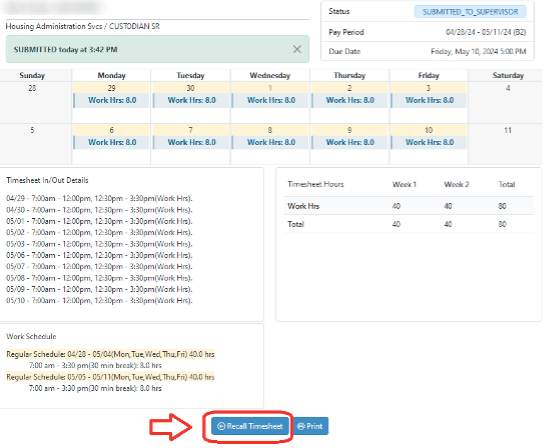 Housing Administration Svcs / CUSTODIAN SR
SUBMITTED today at 3:42 PM
Status SUBMITTED_TO_SUPERVISOR
Pay Period 04/28/24 - 05/11/24 (B2)
Due Date Friday, May 10, 2024 5:00 PM
Sunday Monday Tuesday Wednesday Thursday Friday Saturday
28 29 30 1 2 3 4
Work Hrs: 8.0 Work Hrs: 8.0 Work Hrs: 8.0 Work Hrs: 8.0 Work Hrs: 8.0
5 6 7 8 9 10 11
Work Hrs: 8.0 Work Hrs: 8.0 Work Hrs: 8.0 Work Hrs: 8.0 Work Hrs: 8.0
Timesheet In/Out Details
04/29 - 7:00am - 12:00pm, 12:30pm - 3:30pm(Work Hrs).
04/30 - 7:00am - 12:00pm, 12:30pm - 3:30pm(Work Hrs).
05/01 - 7:00am - 12:00pm, 12:30pm - 3:30pm(Work Hrs).
05/02 - 7:00am - 12:00pm, 12:30pm - 3:30pm(Work Hrs).
05/03 - 7:00am - 12:00pm, 12:30pm - 3:30pm(Work Hrs).
05/06 - 7:00am - 12:00pm, 12:30pm - 3:30pm(Work Hrs).
05/07 - 7:00am - 12:00pm, 12:30pm - 3:30pm(Work Hrs).
05/08 - 7:00am - 12:00pm, 12:30pm - 3:30pm(Work Hrs).
05/09 - 7:00am - 12:00pm, 12:30pm - 3:30pm(Work Hrs).
05/10 - 7:00am - 12:00pm, 12:30pm - 3:30pm(Work Hrs).
Timesheet Hours Week 1 Week 2 Total
Work Hrs 40 40 80
Total 40 40 80
Work Schedule
Regular Schedule: 04/28 - 05/04(Mon,Tue,Wed,Thu,Fri) 40.0 hrs
7:00 am - 3:30 pm(30 min break): 8.0 hrs
Regular Schedule: 05/05 - 05/11(Mon,Tue,Wed,Thu,Fri) 40.0 hrs
7:00 am - 3:30 pm(30 min break): 8.0 hrs
Recall Timesheet Print